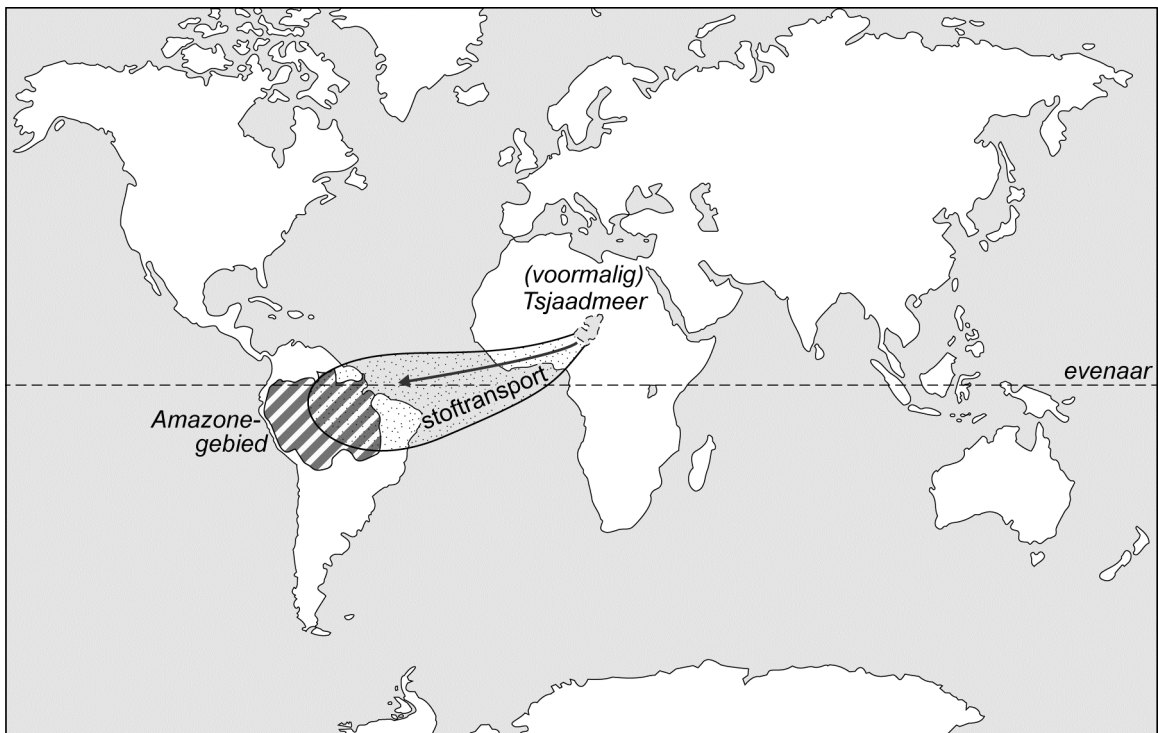 (voormalig)
Tsjaadmeer
evenaar
stoftransport
Amazone-
gebied